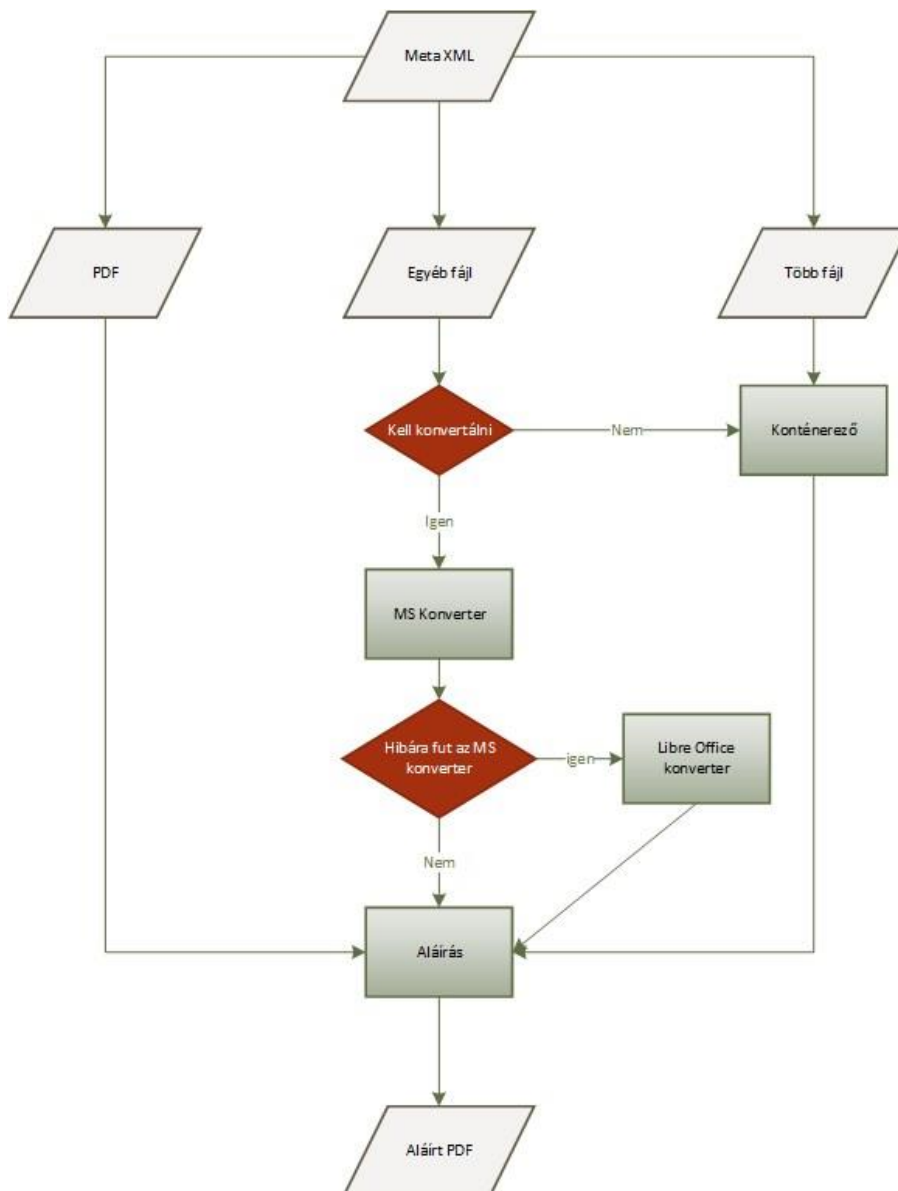 Meta XML
PDF
Egyéb fájl
Több fájl
Kell konvertálni
Nem
Konténerező
Igen
MS Konverter
Hibára fut az MS
konverter
igen
Libre Office
konverter
Nem
Aláírás
Aláírt PDF